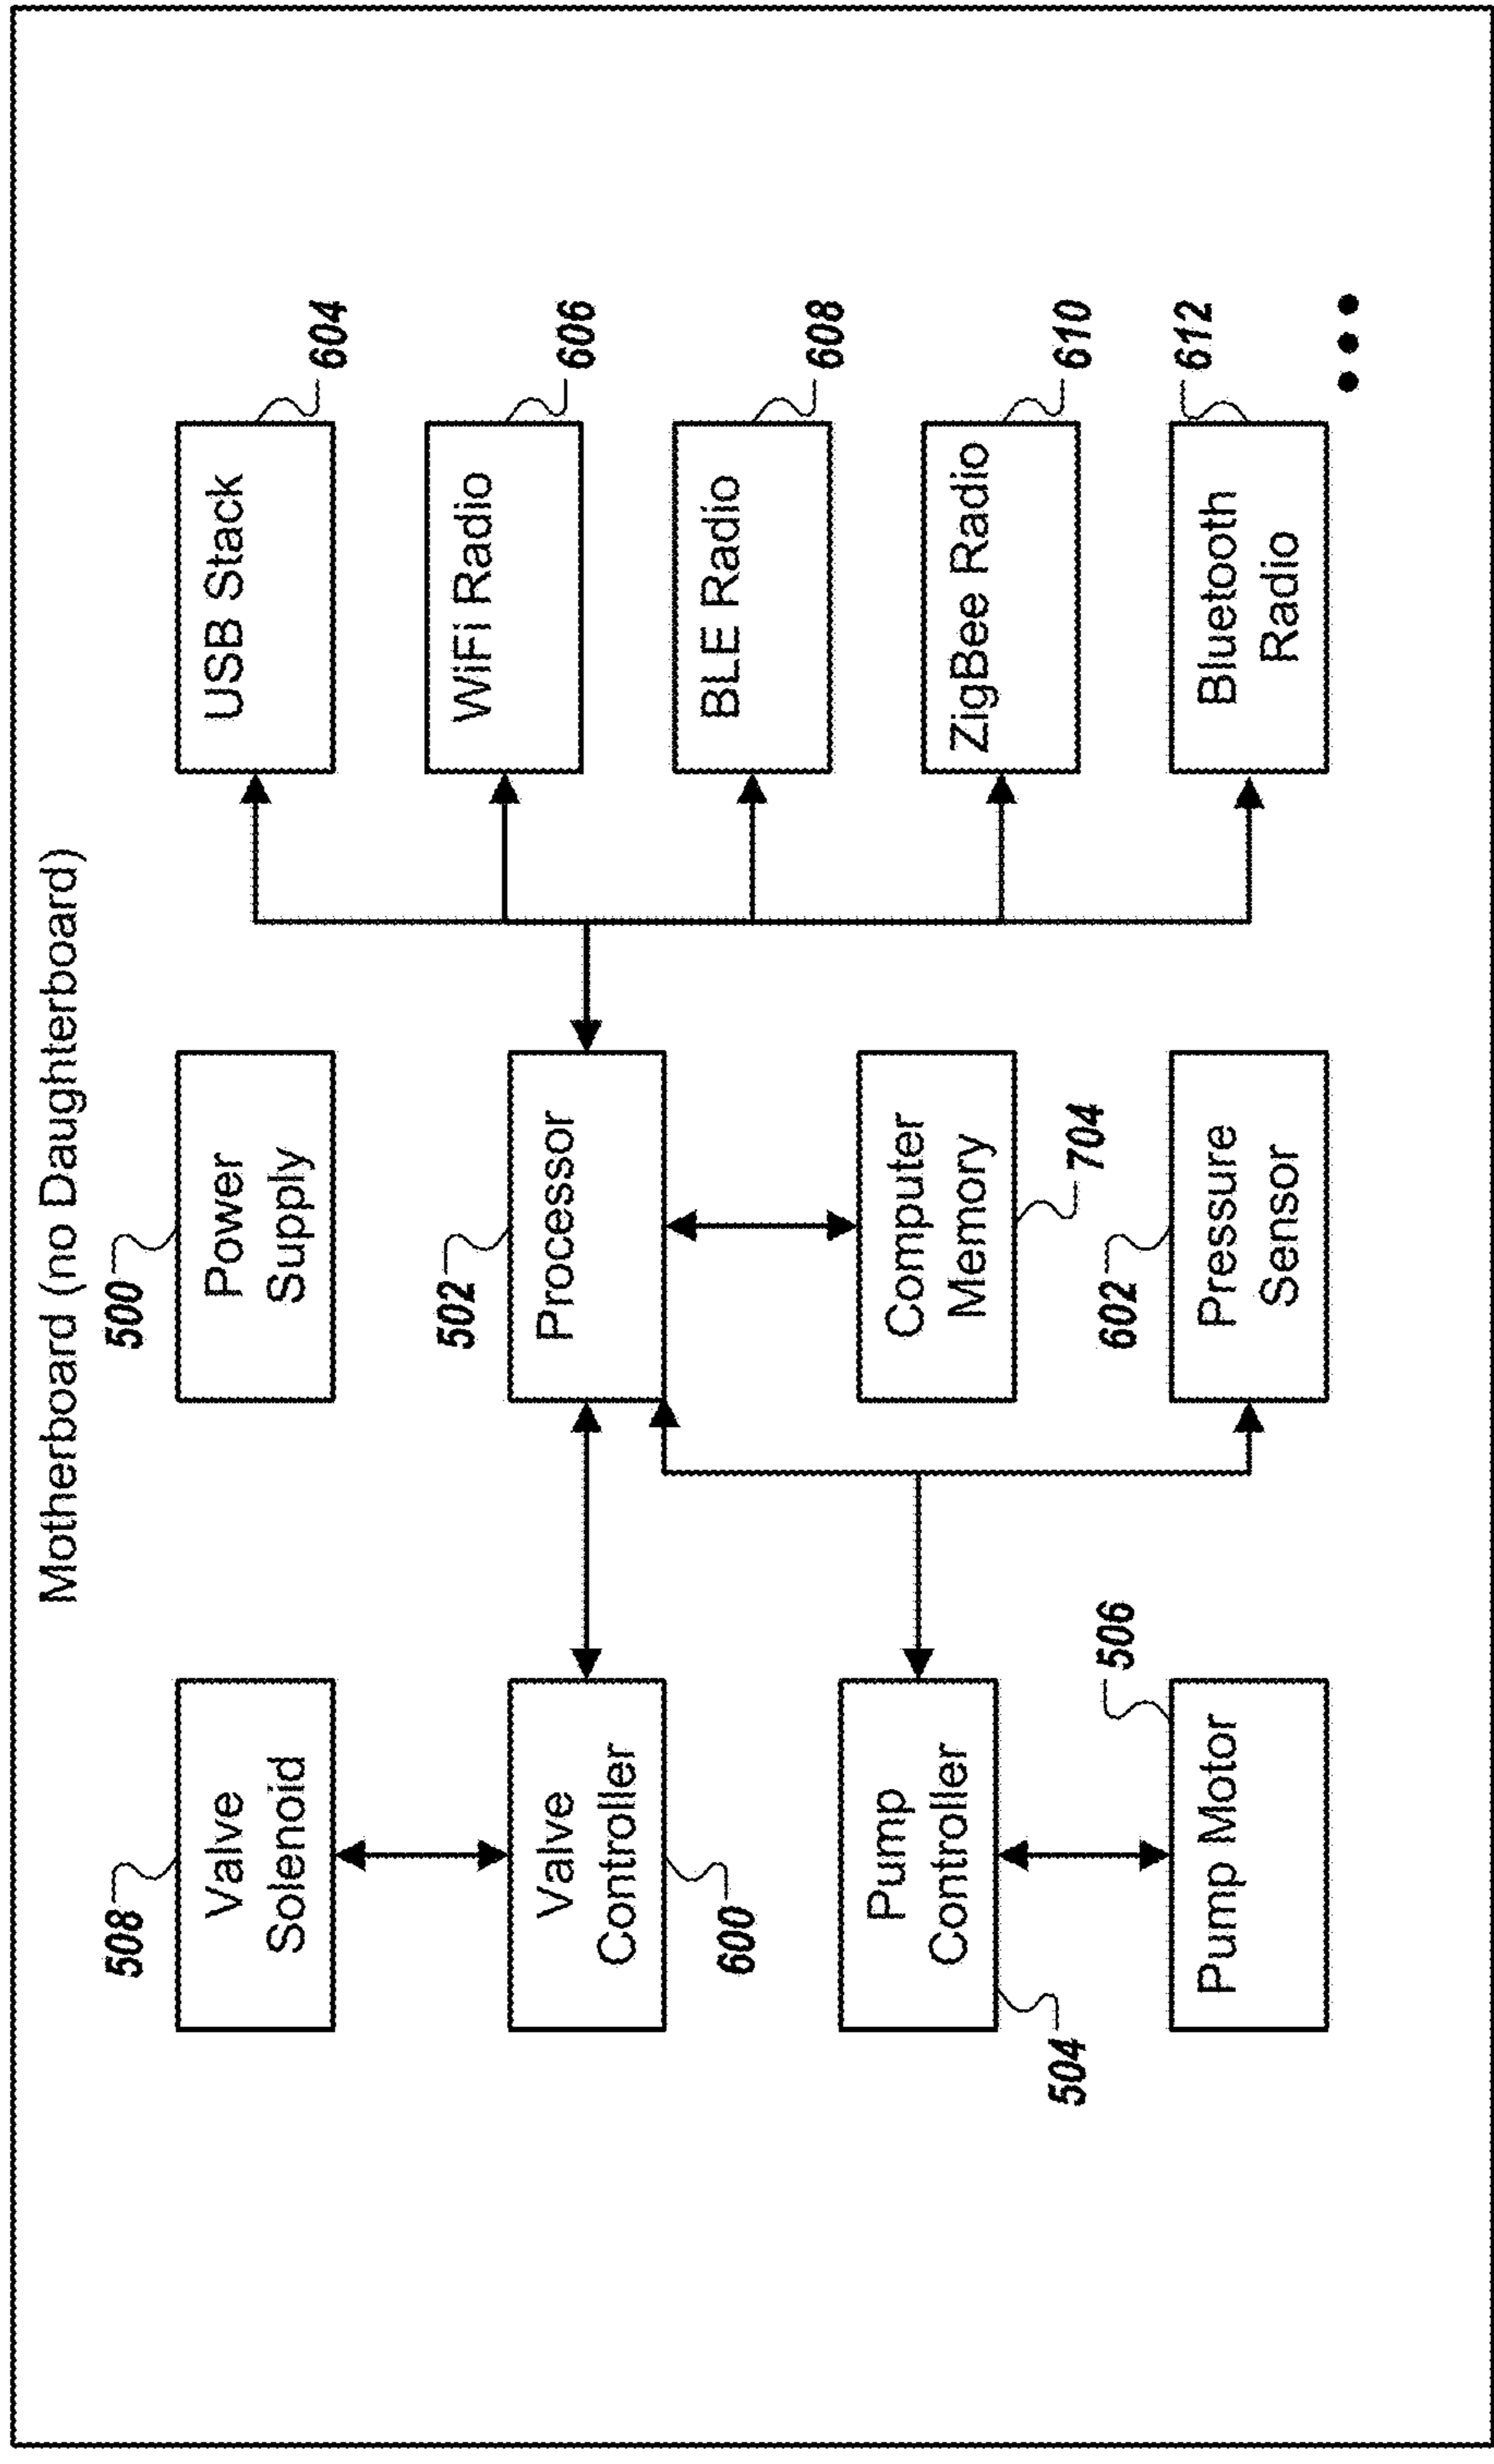 Motherboard (no Daughterboard)
508
Valve
Solenoid
500
Power
Supply
USB Stack
604
Valve
Controller
600
502
Processor
WiFi Radio
606
BLE Radio
608
Pump
Controller
504
Computer
Memory
704
ZigBee Radio
610
506
Pump Motor
602
Pressure
Sensor
Bluetooth
Radio
612